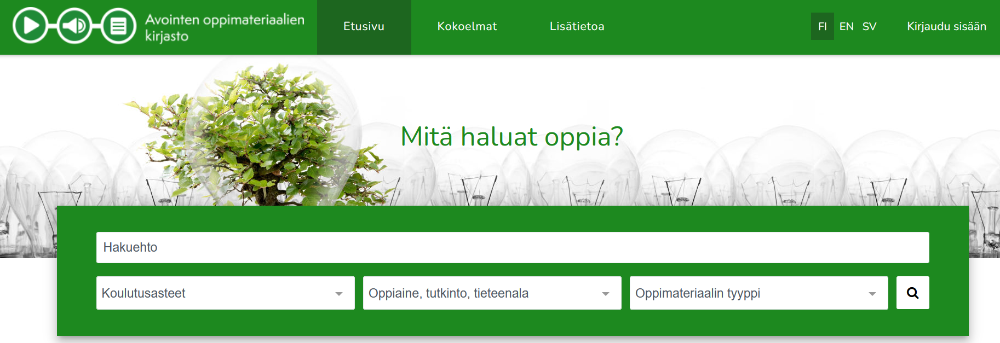 Avointen oppimateriaalien
kirjasto
Etusivu
Kokoelmat
Lisätietoa
FI
EN
SV
Kirjaudu sisään
Mitä haluat oppia?
Hakuehto
Koulutusasteet
Oppiaine, tutkinto, tieteenala
Oppimateriaalin tyyppi